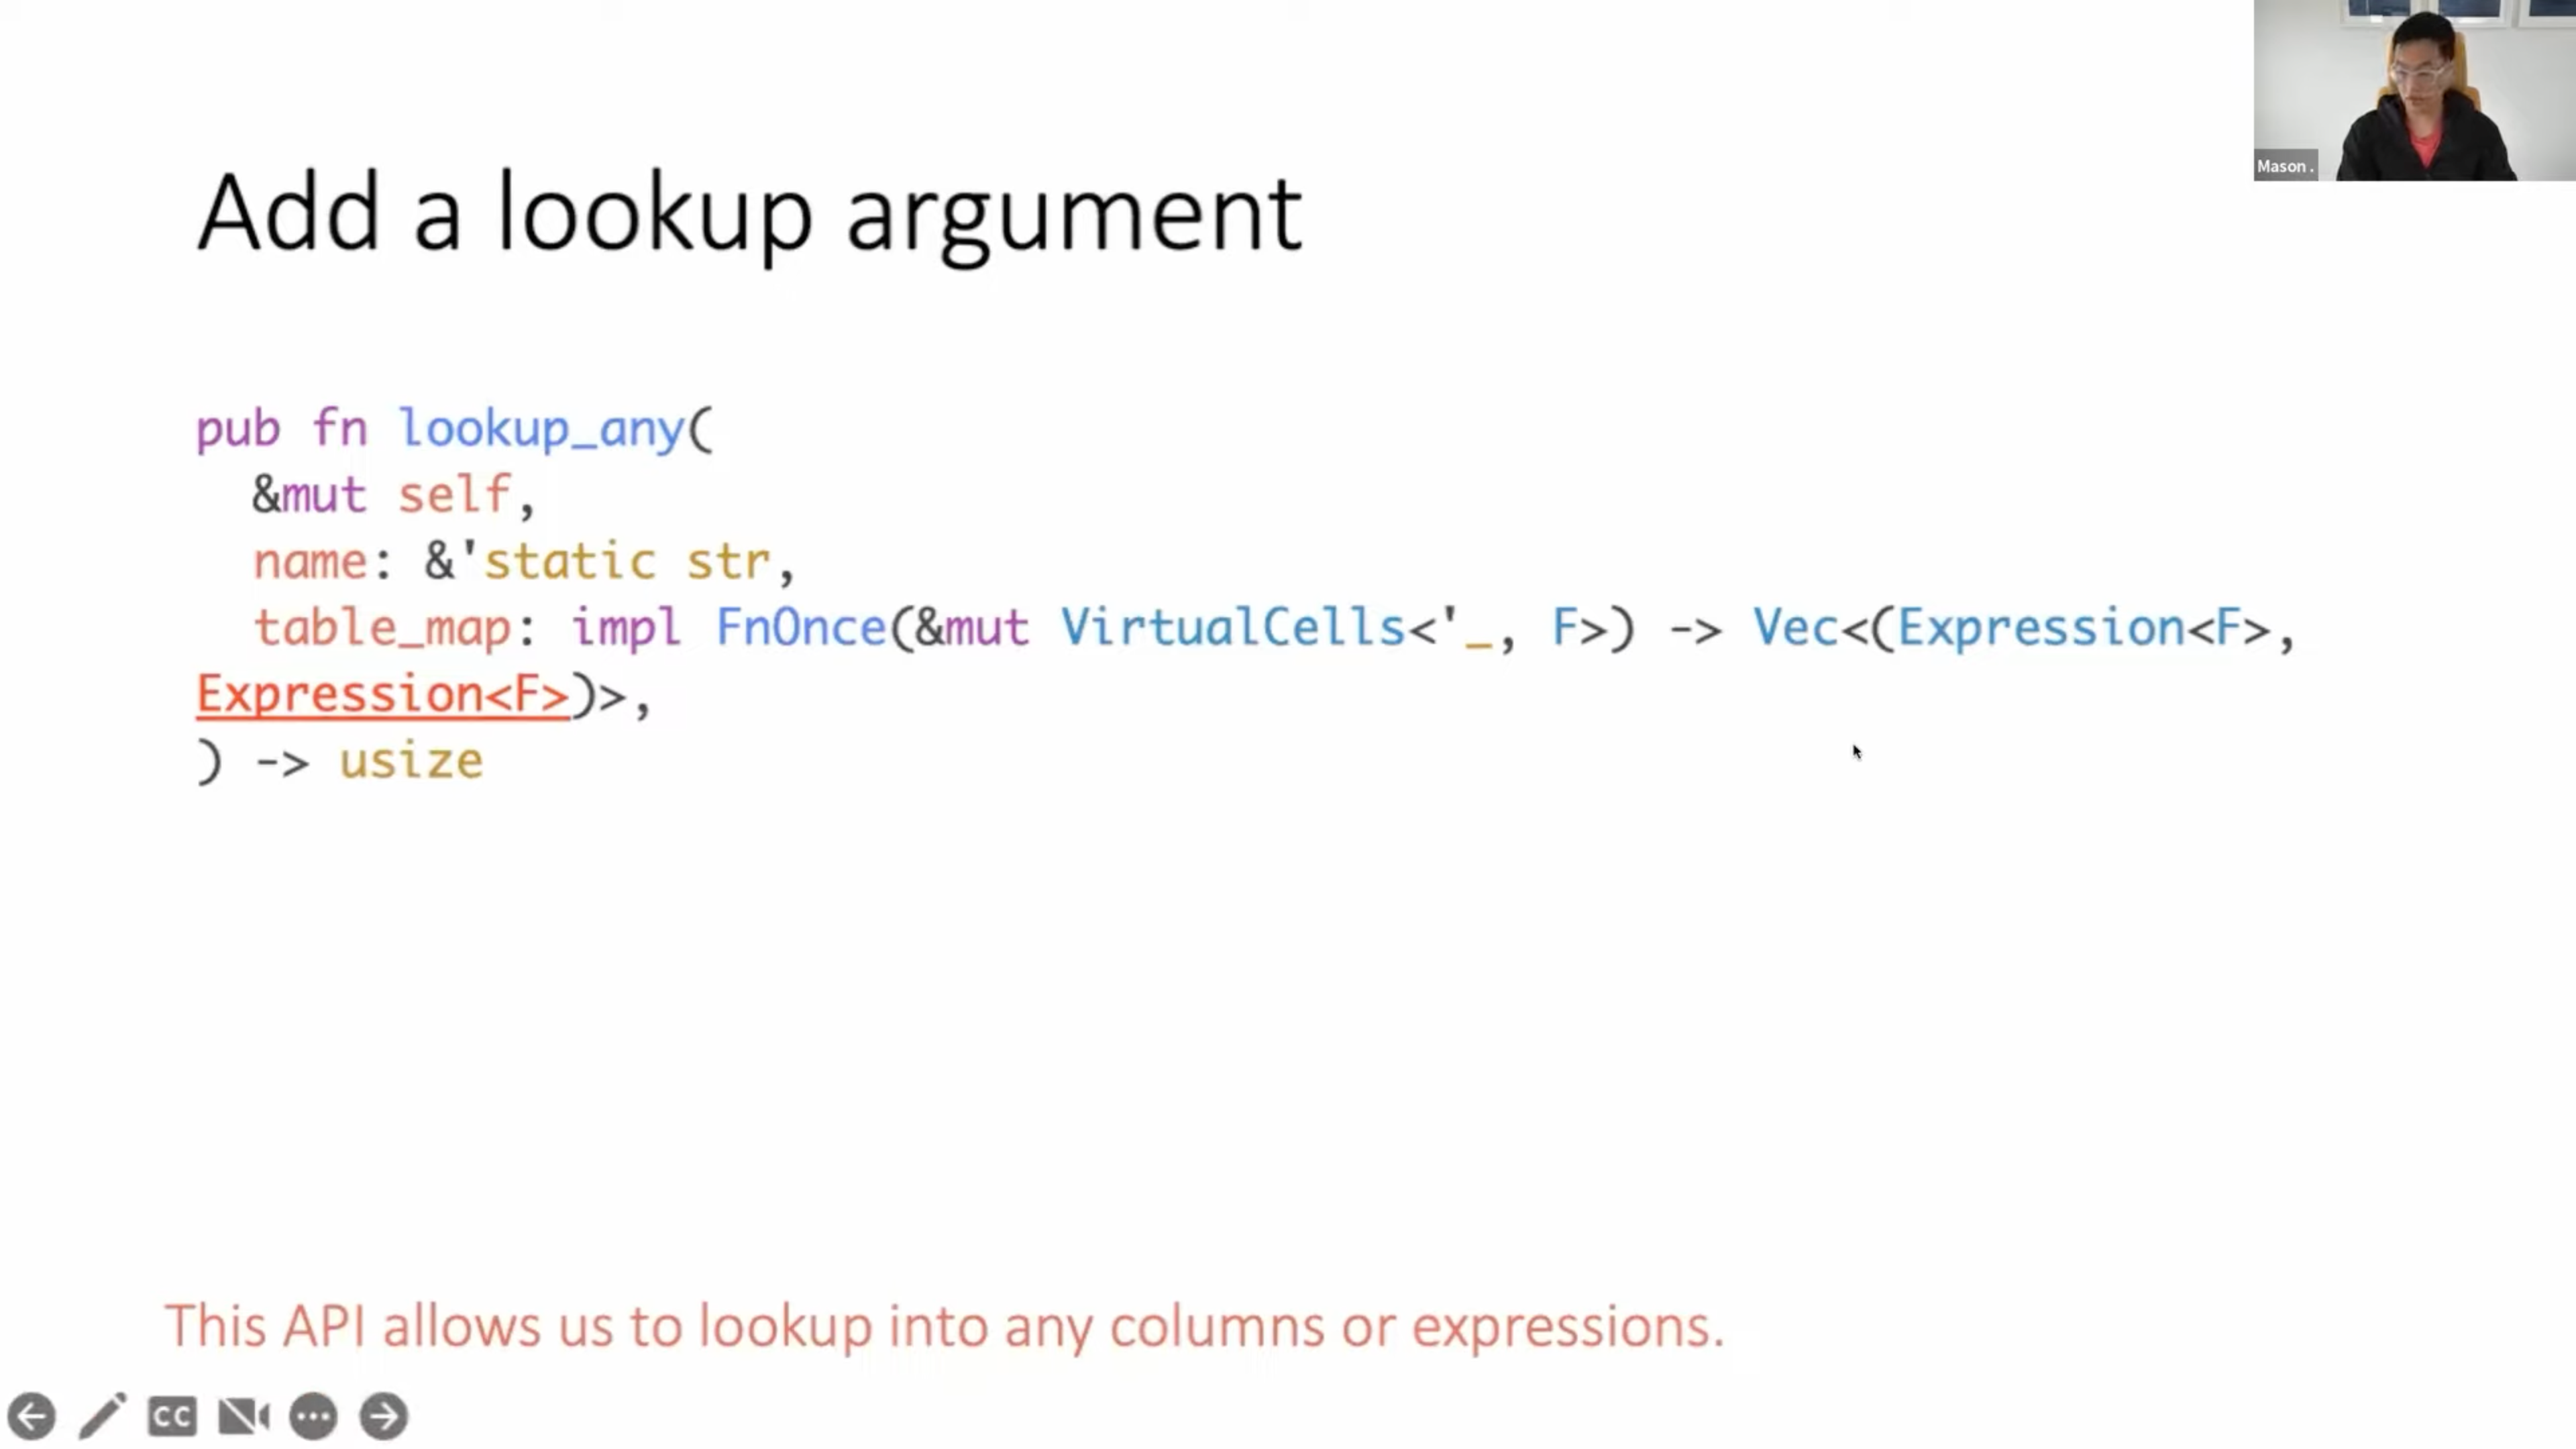 Mason .
Add a lookup argument
pub fn lookup_any(
&mut self,
name: &'static str,
table_map: impl FnOnce(&mut VirtualCells<'_, F>) -> Vec<(Expression<F>,
Expression<F>)>,
) -> usize
This API allows us to lookup into any columns or expressions.
CC